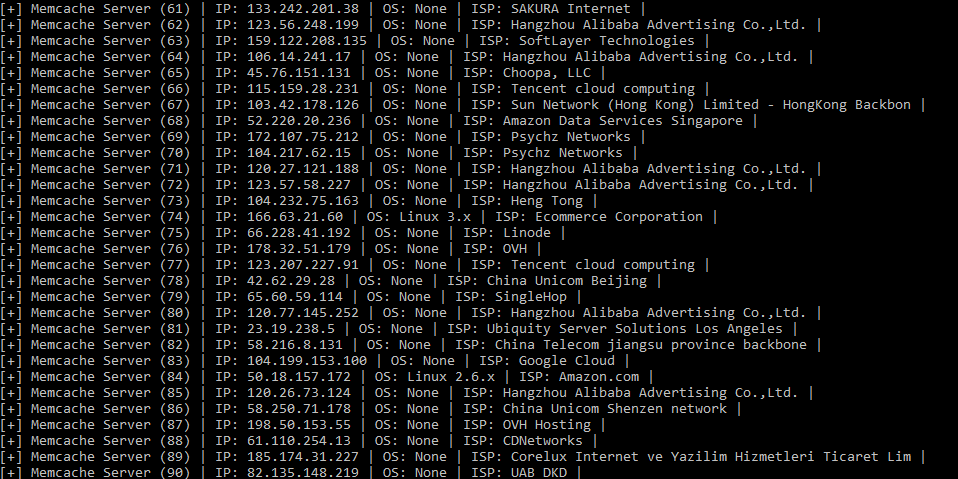 [+] Memcache Server (61) | IP: 133.242.201.38 | OS: None | ISP: SAKURA Internet |
[+] Memcache Server (62) | IP: 123.56.248.199 | OS: None | ISP: Hangzhou Alibaba Advertising Co.,Ltd. |
[+] Memcache Server (63) | IP: 159.122.208.135 | OS: None | ISP: SoftLayer Technologies |
[+] Memcache Server (64) | IP: 106.14.241.17 | OS: None | ISP: Hangzhou Alibaba Advertising Co.,Ltd. |
[+] Memcache Server (65) | IP: 45.76.151.131 | OS: None | ISP: Choopa, LLC |
[+] Memcache Server (66) | IP: 115.159.28.231 | OS: None | ISP: Tencent cloud computing |
[+] Memcache Server (67) | IP: 103.42.178.126 | OS: None | ISP: Sun Network (Hong Kong) Limited - HongKong Backbon |
[+] Memcache Server (68) | IP: 52.220.20.236 | OS: None | ISP: Amazon Data Services Singapore |
[+] Memcache Server (69) | IP: 172.107.75.212 | OS: None | ISP: Psychz Networks |
[+] Memcache Server (70) | IP: 104.217.62.15 | OS: None | ISP: Psychz Networks |
[+] Memcache Server (71) | IP: 120.27.121.188 | OS: None | ISP: Hangzhou Alibaba Advertising Co.,Ltd. |
[+] Memcache Server (72) | IP: 123.57.58.227 | OS: None | ISP: Hangzhou Alibaba Advertising Co.,Ltd. |
[+] Memcache Server (73) | IP: 104.232.75.163 | OS: None | ISP: Heng Tong |
[+] Memcache Server (74) | IP: 166.63.21.60 | OS: Linux 3.x | ISP: Ecommerce Corporation |
[+] Memcache Server (75) | IP: 66.228.41.192 | OS: None | ISP: Linode |
[+] Memcache Server (76) | IP: 178.32.51.179 | OS: None | ISP: OVH |
[+] Memcache Server (77) | IP: 123.207.227.91 | OS: None | ISP: Tencent cloud computing |
[+] Memcache Server (78) | IP: 42.62.29.28 | OS: None | ISP: China Unicom Beijing |
[+] Memcache Server (79) | IP: 65.60.59.114 | OS: None | ISP: SingleHop |
[+] Memcache Server (80) | IP: 120.77.145.252 | OS: None | ISP: Hangzhou Alibaba Advertising Co.,Ltd. |
[+] Memcache Server (81) | IP: 23.19.238.5 | OS: None | ISP: Ubiquity Server Solutions Los Angeles |
[+] Memcache Server (82) | IP: 58.216.8.131 | OS: None | ISP: China Telecom jiangsu province backbone |
[+] Memcache Server (83) | IP: 104.199.153.100 | OS: None | ISP: Google Cloud |
[+] Memcache Server (84) | IP: 50.18.157.172 | OS: Linux 2.6.x | ISP: Amazon.com |
[+] Memcache Server (85) | IP: 120.26.73.124 | OS: None | ISP: Hangzhou Alibaba Advertising Co.,Ltd. |
[+] Memcache Server (86) | IP: 58.250.71.178 | OS: None | ISP: China Unicom Shenzen network |
[+] Memcache Server (87) | IP: 198.50.153.55 | OS: None | ISP: OVH Hosting |
[+] Memcache Server (88) | IP: 61.110.254.13 | OS: None | ISP: CDNetworks |
[+] Memcache Server (89) | IP: 185.174.31.227 | OS: None | ISP: Corelux Internet ve Yazilim Hizmetleri Ticaret Lim |
[+] Memcache Server (90) | IP: 82.135.148.219 | OS: None | ISP: UAB DKD |